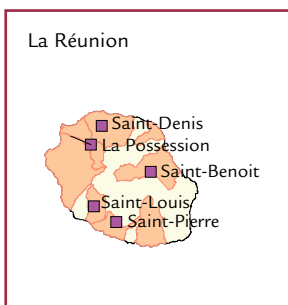 La Réunion
Saint-Denis
La Possession
Saint-Benoit
Saint-Louis
Saint-Pierre